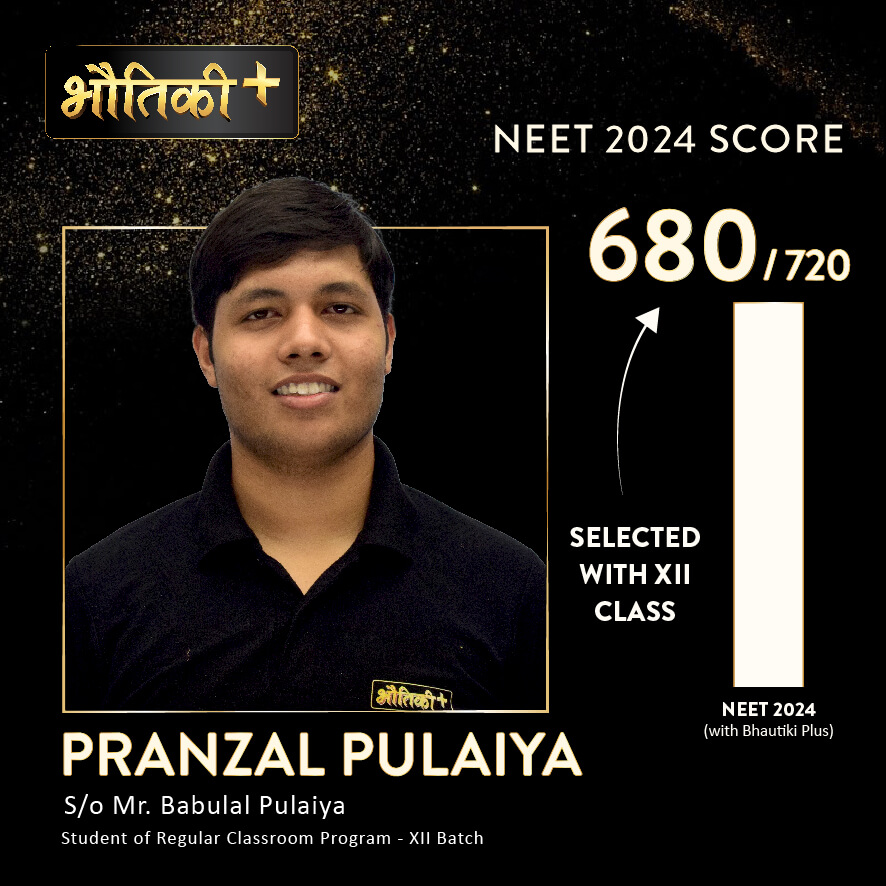 भौतिकी+
NEET 2024 SCORE
680/720
SELECTED
WITH XII
CLASS
भौतिकी+
NEET 2024
(with Bhautiki Plus)
PRANZAL PULAIYA
S/o Mr. Babulal Pulaiya
Student of Regular Classroom Program - XII Batch